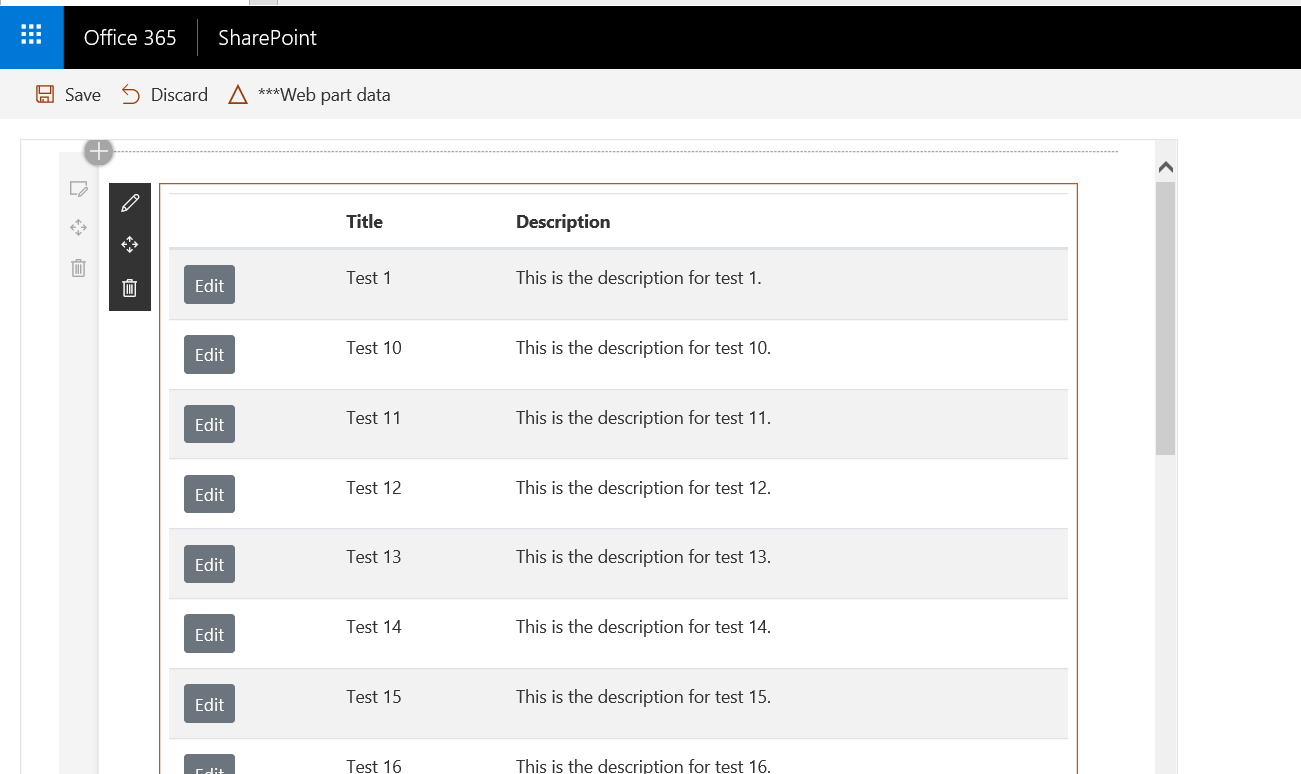 Office 365 SharePoint
Save Discard ***Web part data
Title Description
Edit Test 1 This is the description for test 1.
Edit Test 10 This is the description for test 10.
Edit Test 11 This is the description for test 11.
Edit Test 12 This is the description for test 12.
Edit Test 13 This is the description for test 13.
Edit Test 14 This is the description for test 14.
Edit Test 15 This is the description for test 15.
Edit Test 16 This is the description for test 16.